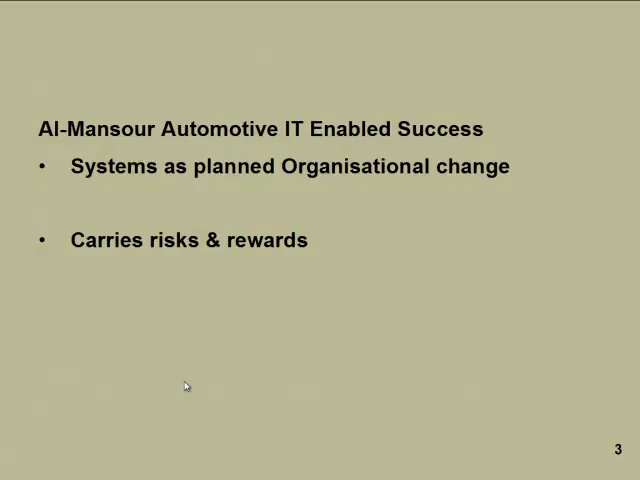 Al-Mansour Automotive IT Enabled Success
• Systems as planned Organisational change
• Carries risks & rewards
3